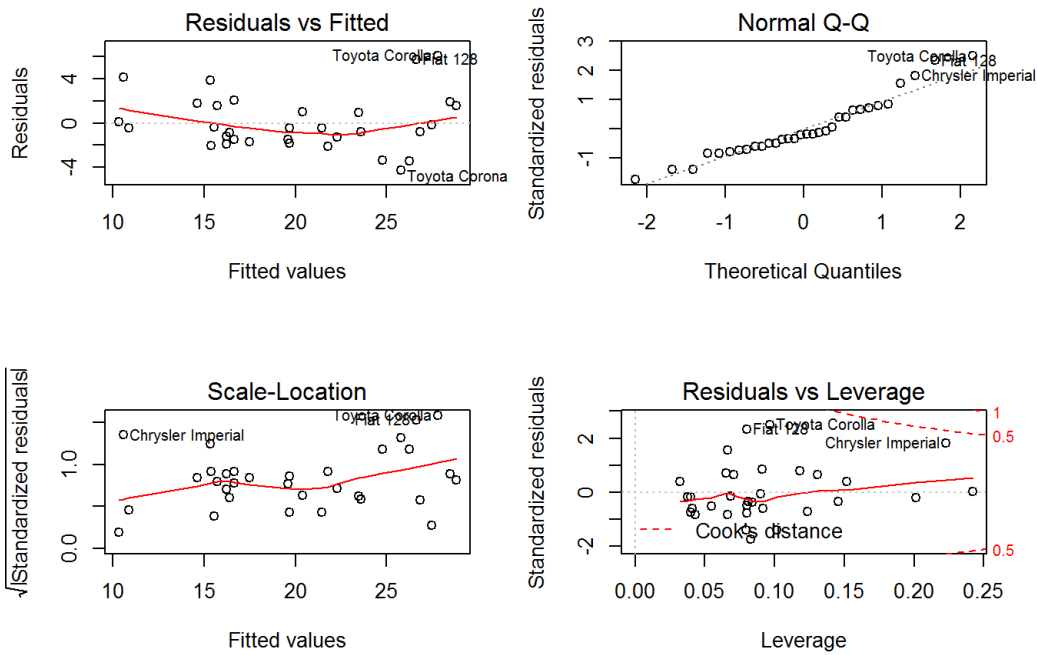 Residuals vs Fitted
Residuals
4
0
-4
Toyota Corolla
Fiat 128
Toyota Corona
10
15
20
25
Fitted values
Normal Q-Q
Standardized residuals
3
2
1
-1
Toyota Corolla
Fiat 128
Chrysler Imperial
-2
-1
0
1
2
Theoretical Quantiles
Scale-Location
√|Standardized residuals|
1.0
0.0
Toyota Corolla
Fiat 128
Chrysler Imperial
10
15
20
25
Fitted values
Residuals vs Leverage
Standardized residuals
2
0
-2
Toyota Corolla
Fiat 128
Chrysler Imperial
1
0.5
0.5
Cook's distance
0.00
0.05
0.10
0.15
0.20
0.25
Leverage